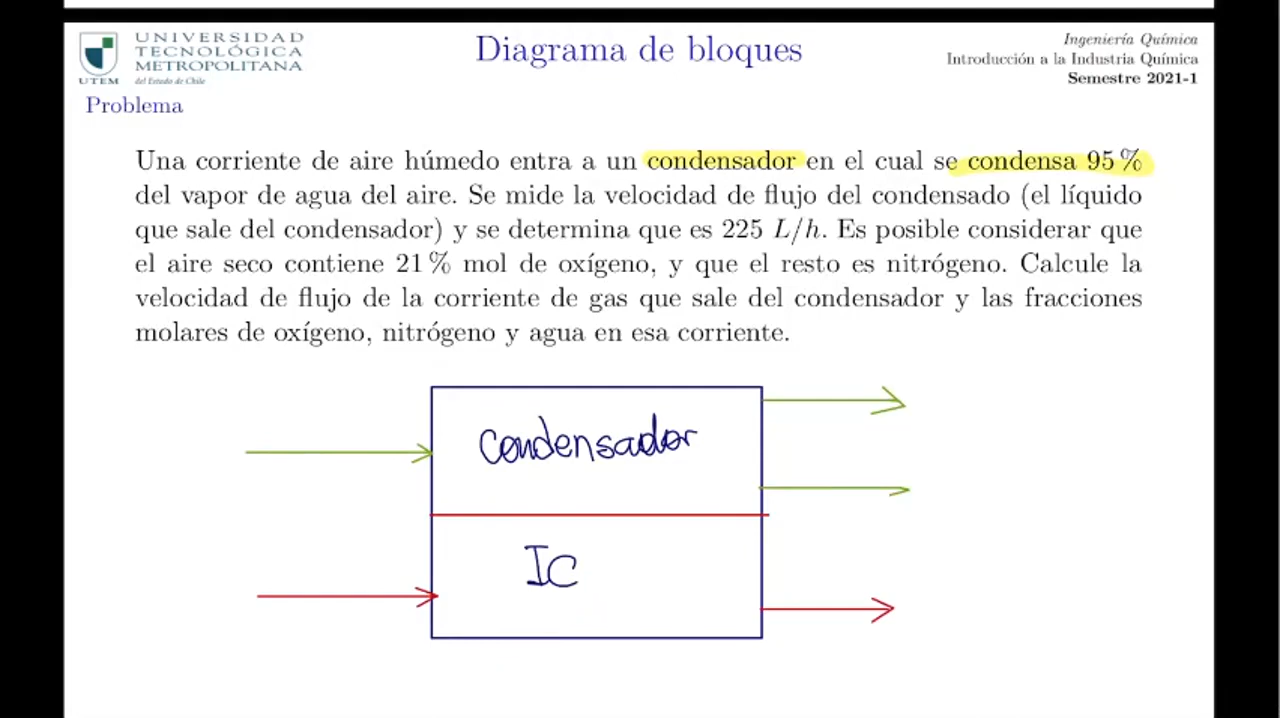 UNIVERSIDAD
TECNOLÓGICA
METROPOLITANA
del Estado de Chile
UTEM
Diagrama de bloques
Ingeniería Química
Introducción a la Industria Química
Semestre 2021-1
Problema
Una corriente de aire húmedo entra a un condensador en el cual se condensa 95 %
del vapor de agua del aire. Se mide la velocidad de flujo del condensado (el líquido
que sale del condensador) y se determina que es 225 L/h. Es posible considerar que
el aire seco contiene 21 % mol de oxígeno, y que el resto es nitrógeno. Calcule la
velocidad de flujo de la corriente de gas que sale del condensador y las fracciones
molares de oxígeno, nitrógeno y agua en esa corriente.
Condensador
IC